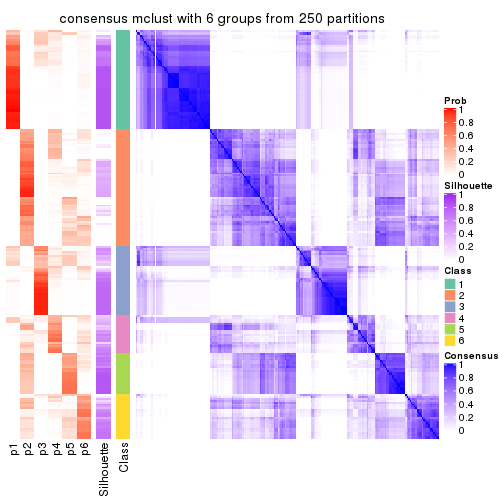 consensus mclust with 6 groups from 250 partitions
Prob
1
0.8
0.6
0.4
0.2
0
Silhouette
1
0.8
0.6
0.4
0.2
0
Class
1
2
3
4
5
6
Consensus
1
0.8
0.6
0.4
0.2
0
p1
p2
p3
p4
p5
p6
Silhouette
Class